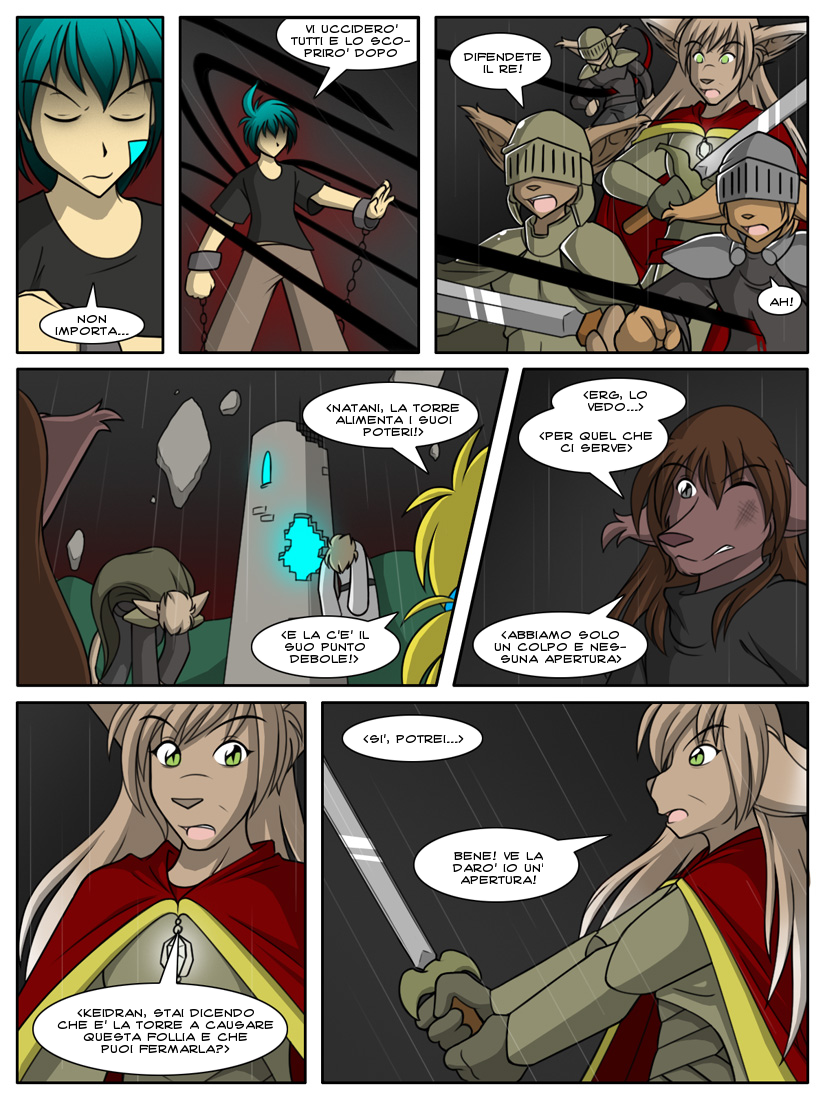 NON
IMPORTA...
VI UCCIDERO'
TUTTI E LO SCO-
PRIRO' DOPO
DIFENDETE
IL RE!
AH!
<NATANI, LA TORRE
ALIMENTA I SUOI
POTERI!>
<E LA C'E' IL
SUO PUNTO
DEBOLE!>
<ERG, LO
VEDO...>
<PER QUEL CHE
CI SERVE>
<ABBIAMO SOLO
UN COLPO E NES-
SUNA APERTURA>
<KEIDRAN, STAI DICENDO
CHE E' LA TORRE A CAUSARE
QUESTA FOLLIA E CHE
PUOI FERMARLA?>
<SI', POTREI...>
BENE! VE LA
DARO' IO UN'
APERTURA!